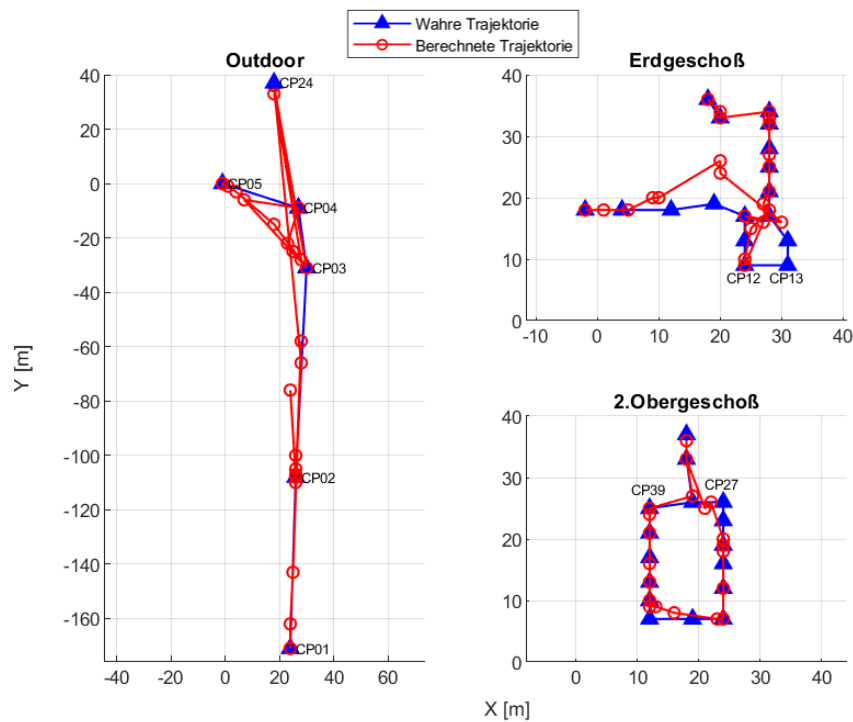 Wahre Trajektorie
Berechnete Trajektorie
Outdoor
40
20
0
-20
-40
-60
-80
-100
-120
-140
-160
-40
-20
0
20
40
60
CP24
CP05
CP04
CP03
CP02
CP01
Y [m]
Erdgeschoß
40
30
20
10
0
-10
0
10
20
30
40
CP12
CP13
2.Obergeschoß
40
30
20
10
0
0
10
20
30
40
CP39
CP27
X [m]